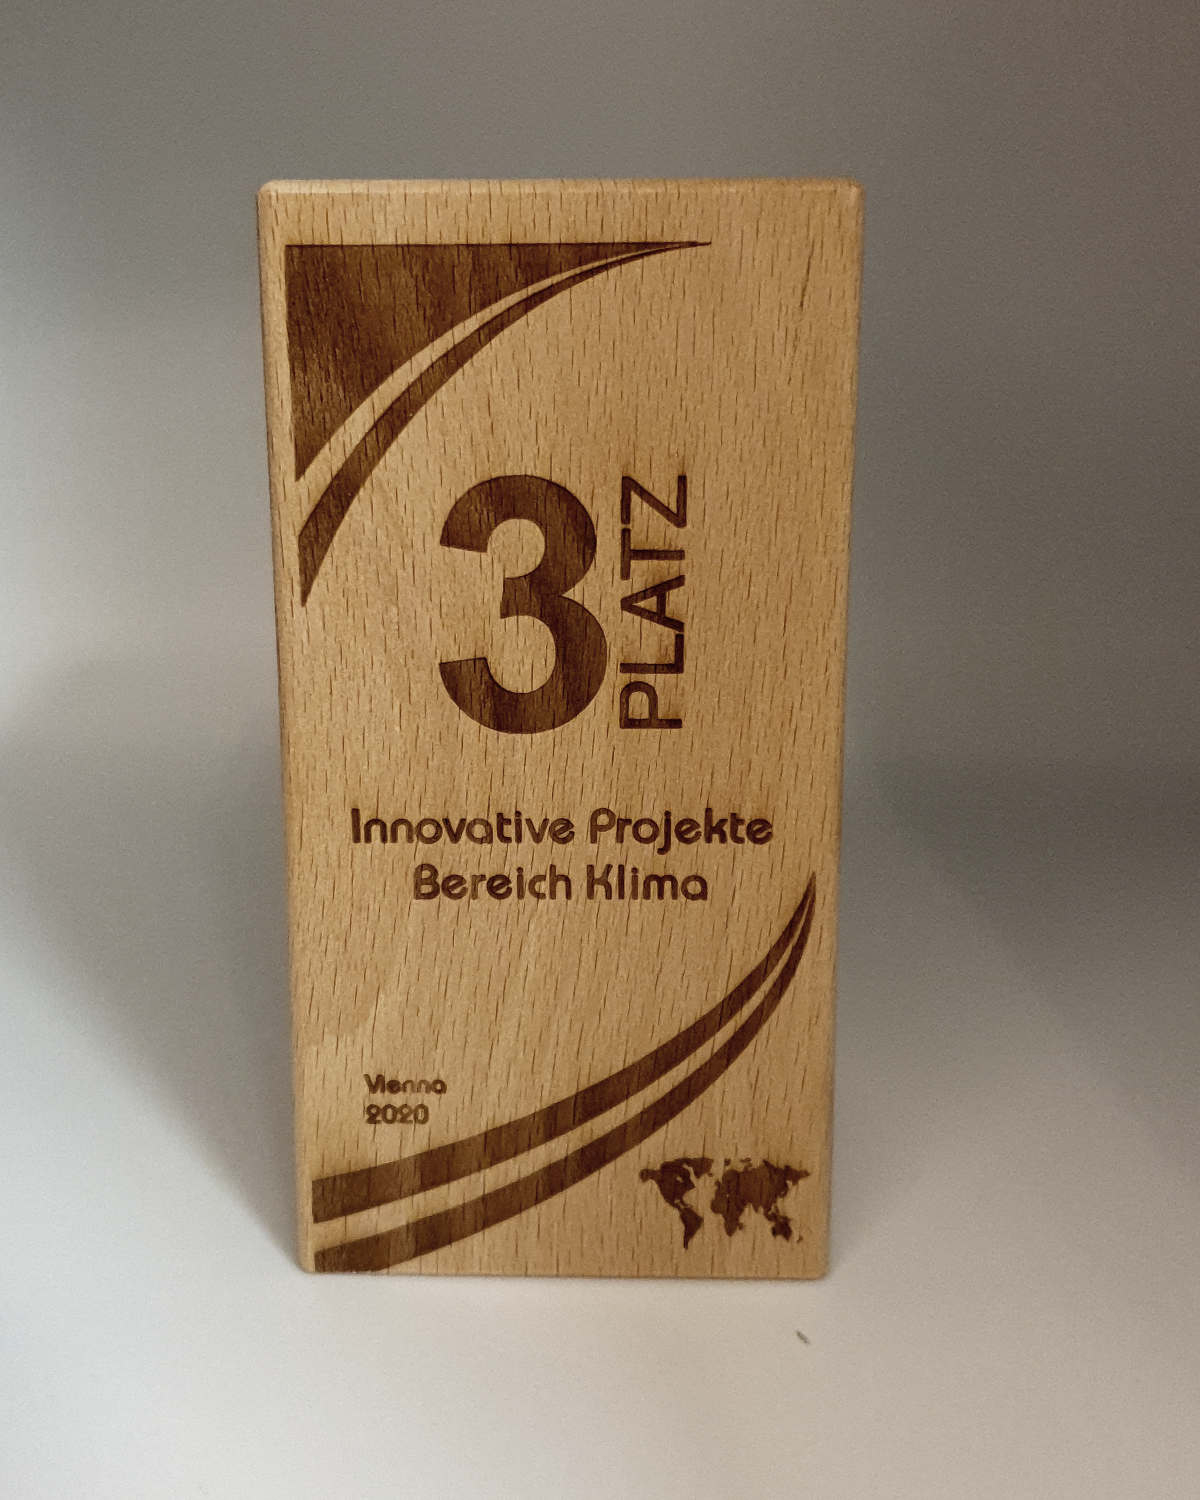 3 PLATZ
Innovative Projekte
Bereich Klima
Vienna
2020